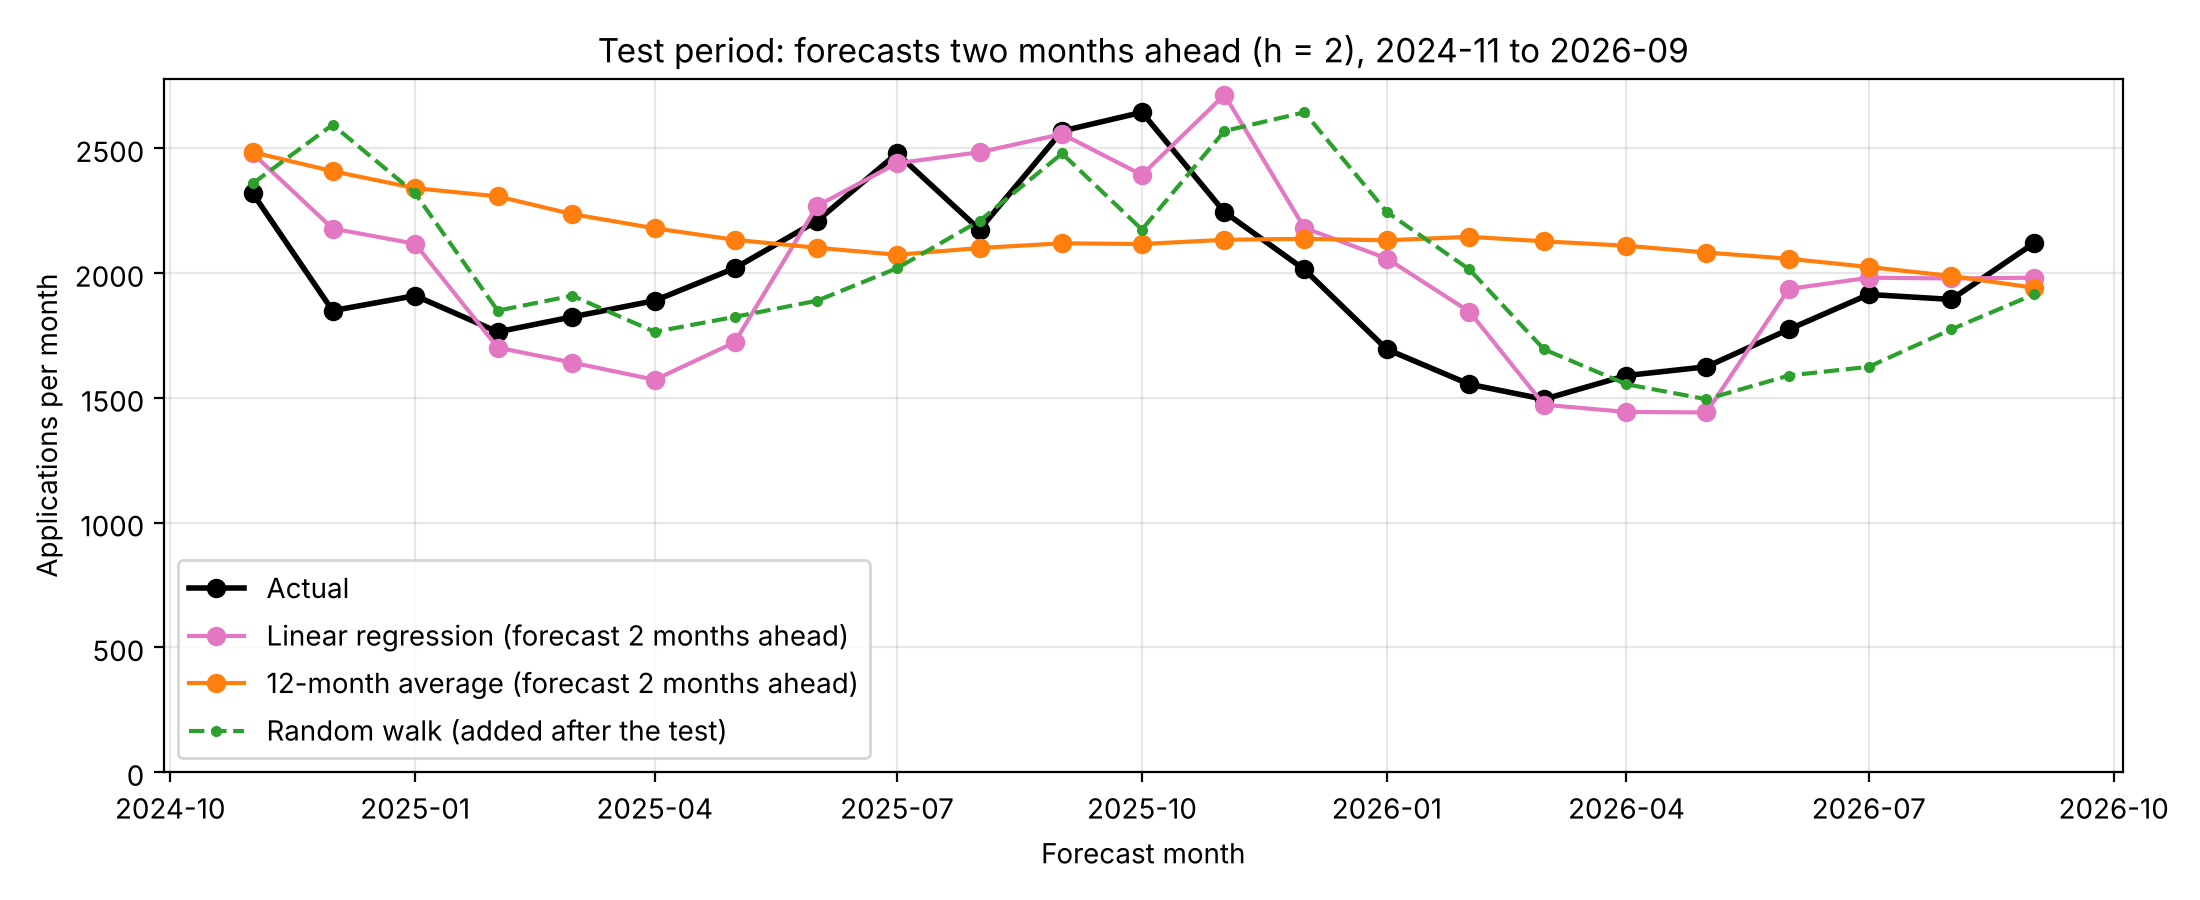 Test period: forecasts two months ahead (h = 2), 2024-11 to 2026-09
Applications per month
2500
2000
1500
1000
500
0
Actual
Linear regression (forecast 2 months ahead)
12-month average (forecast 2 months ahead)
Random walk (added after the test)
2024-10 2025-01 2025-04 2025-07 2025-10 2026-01 2026-04 2026-07 2026-10
Forecast month